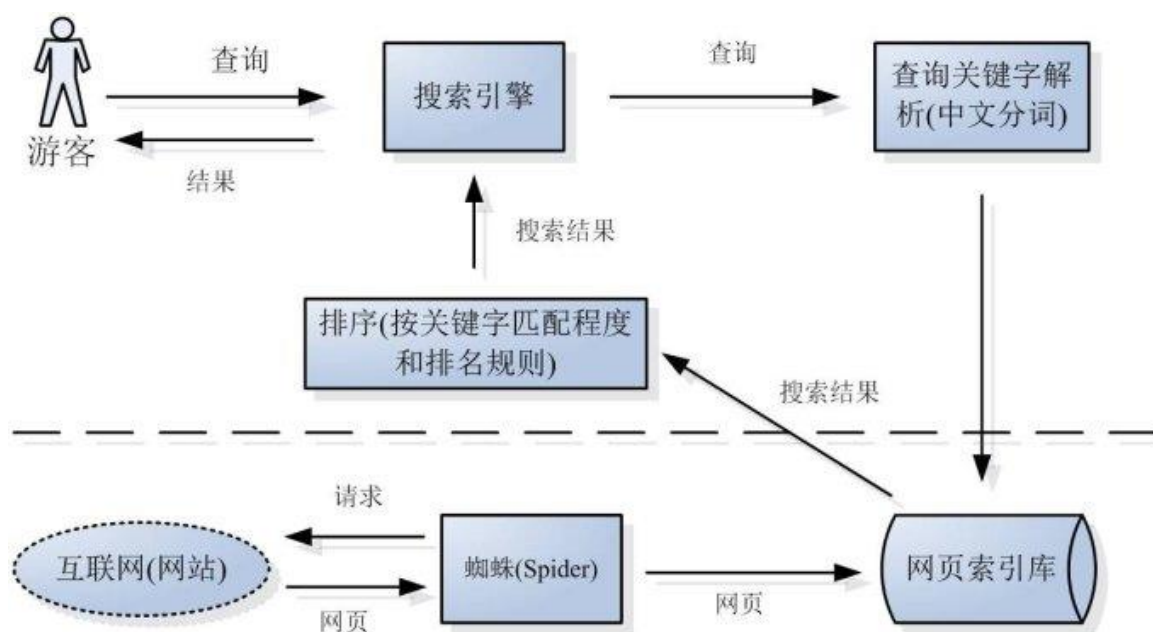 查询
搜索引擎
查询
查询关键字解
析(中文分词)
游客
结果
搜索结果
排序(按关键字匹配程度
和排名规则)
搜索结果
请求
互联网(网站)
蜘蛛(Spider)
网页索引库
网页
网页